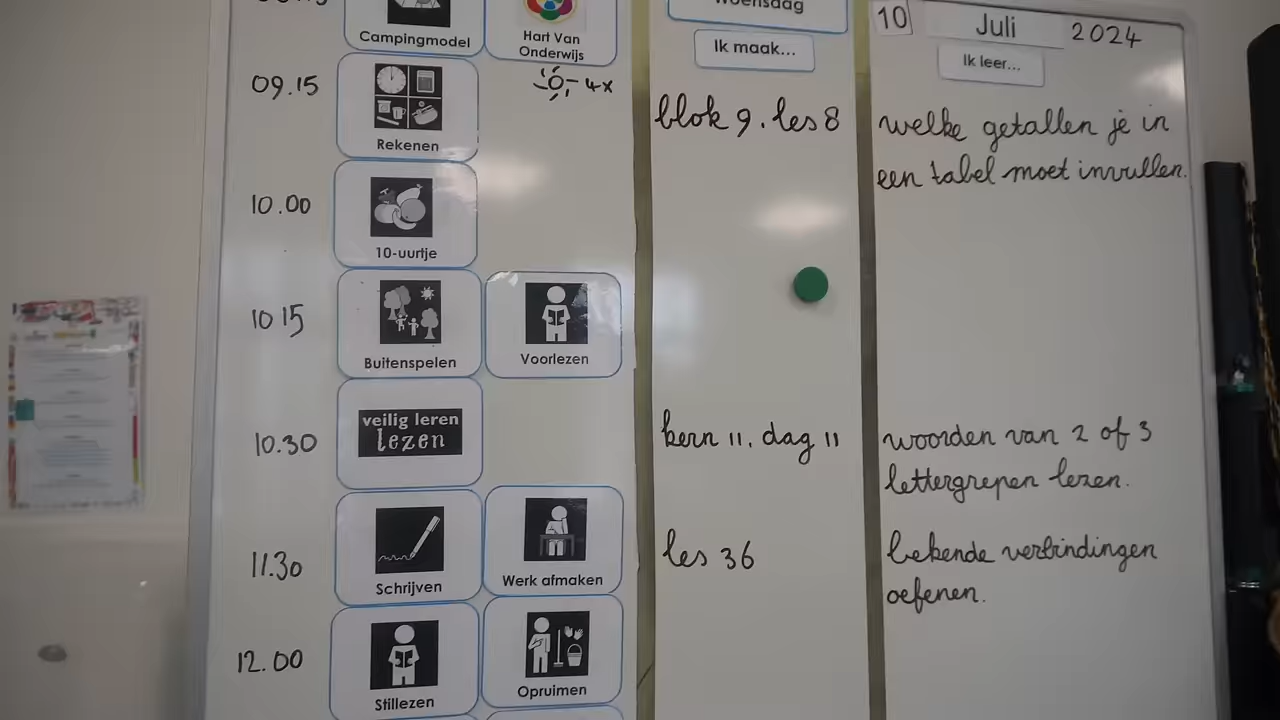 Campingmodel
Hart Van
Onderwijs
Woensdag
10 Juli 2024
Ik maak...
Ik leer...
09.15
Rekenen
4x
blok 9, les 8
welke getallen je in
een tabel moet invullen.
10.00
10-uurtje
10 15
Buitenspelen
Voorlezen
10.30
veilig leren
lezen
kern 11, dag 11
woorden van 2 of 3
lettergrepen lezen.
11.30
Schrijven
Werk afmaken
les 36
bekende verbindingen
oefenen.
12.00
Stillezen
Opruimen